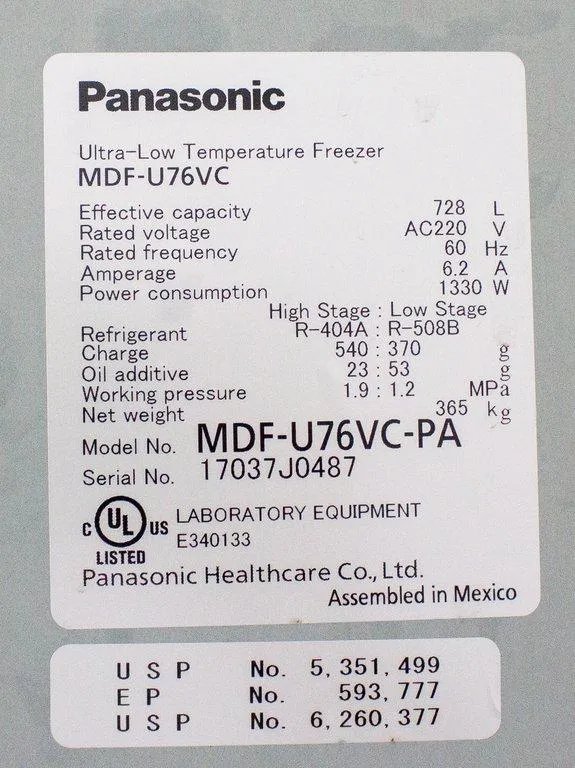 Panasonic
Ultra-Low Temperature Freezer
MDF-U76VC
Effective capacity 728 L
Rated voltage AC220 V
Rated frequency 60 Hz
Amperage 6.2 A
Power consumption 1330 W
High Stage : Low Stage
Refrigerant R-404A : R-508B
Charge 540 : 370 g
Oil additive 23 : 53 g
Working pressure 1.9 : 1.2 MPa
Net weight 365 kg
Model No. MDF-U76VC-PA
Serial No. 17037J0487
C UL US LABORATORY EQUIPMENT
LISTED E340133
Panasonic Healthcare Co., Ltd.
Assembled in Mexico
USP No. 5,351,499
EP No. 593,777
USP No. 6,260,377